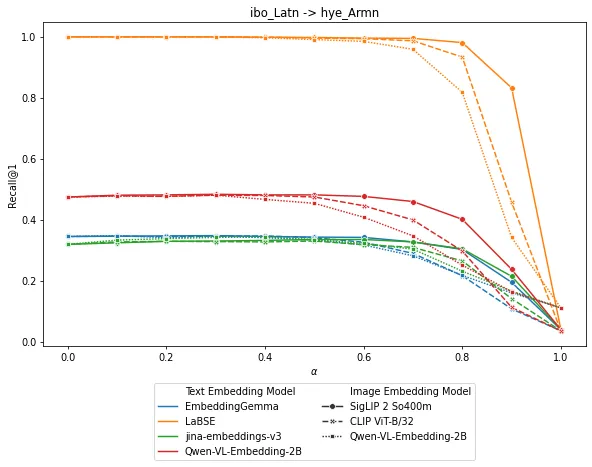 ibo_Latn -> hye_Armn
1.0
0.8
0.6
0.4
0.2
0.0
Recall@1
0.0 0.2 0.4 0.6 0.8 1.0
α
Text Embedding Model
EmbeddingGemma
LaBSE
jina-embeddings-v3
Qwen-VL-Embedding-2B
Image Embedding Model
SigLIP 2 So400m
CLIP ViT-B/32
Qwen-VL-Embedding-2B